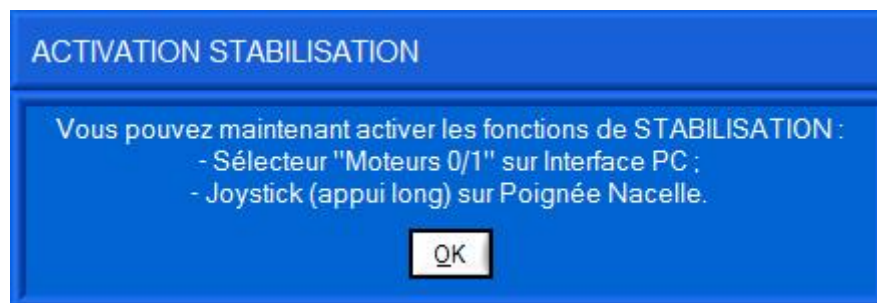 ACTIVATION STABILISATION
Vous pouvez maintenant activer les fonctions de STABILISATION :
- Sélecteur "Moteurs 0/1" sur Interface PC ;
- Joystick (appui long) sur Poignée Nacelle.
OK